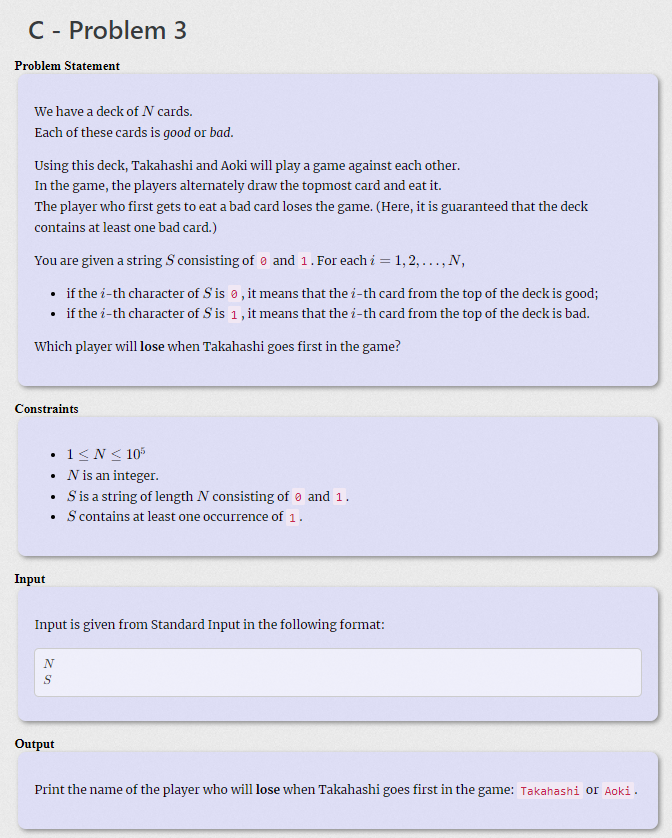 C - Problem 3
Problem Statement
We have a deck of N cards.
Each of these cards is good or bad.
Using this deck, Takahashi and Aoki will play a game against each other.
In the game, the players alternately draw the topmost card and eat it.
The player who first gets to eat a bad card loses the game. (Here, it is guaranteed that the deck
contains at least one bad card.)
You are given a string S consisting of 0 and 1. For each i = 1, 2, . . . , N,
• if the i-th character of S is 0, it means that the i-th card from the top of the deck is good;
• if the i-th character of S is 1, it means that the i-th card from the top of the deck is bad.
Which player will lose when Takahashi goes first in the game?
Constraints
• 1 ≤ N ≤ 10⁵
• N is an integer.
• S is a string of length N consisting of 0 and 1.
• S contains at least one occurrence of 1.
Input
Input is given from Standard Input in the following format:
N
S
Output
Print the name of the player who will lose when Takahashi goes first in the game: Takahashi or Aoki.